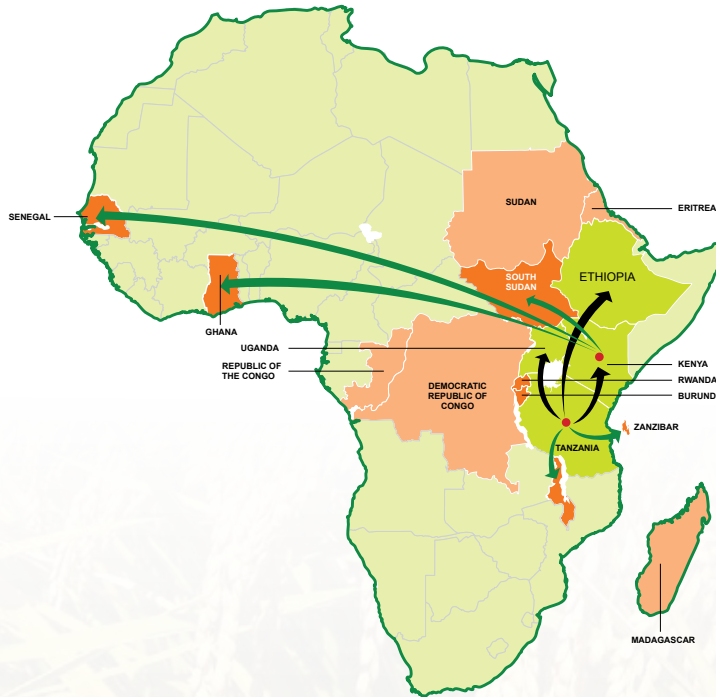 SUDAN
ERITREA
SENEGAL
SOUTH
SUDAN
ETHIOPIA
GHANA
UGANDA
REPUBLIC OF
THE CONGO
KENYA
RWANDA
DEMOCRATIC
REPUBLIC OF
CONGO
BURUND
ZANZIBAR
TANZANIA
MADAGASCAR